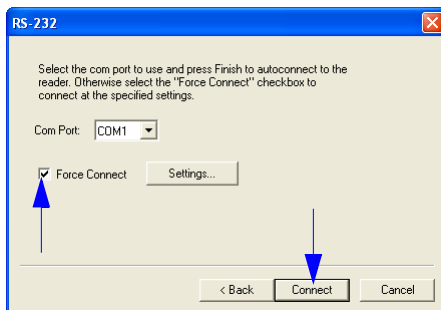 RS-232
Select the com port to use and press Finish to autoconnect to the
reader. Otherwise select the "Force Connect" checkbox to
connect at the specified settings.
Com Port: COM1
Force Connect Settings...
< Back Connect Cancel